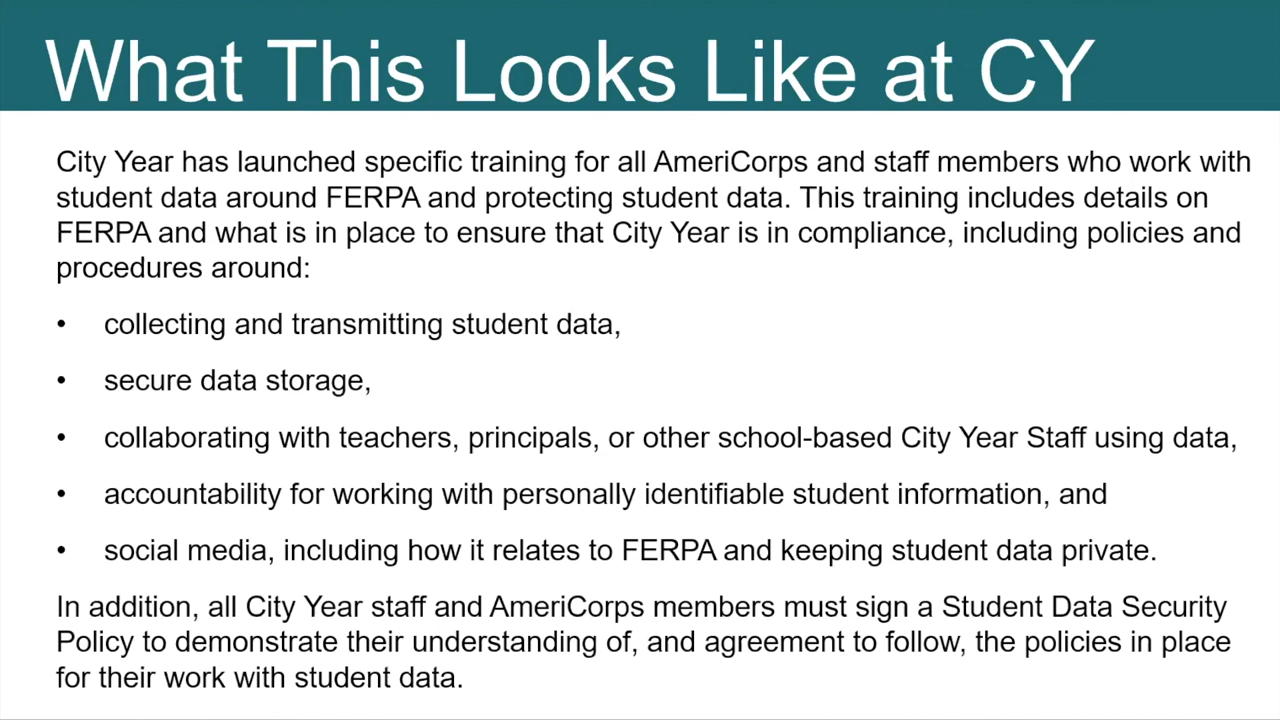 What This Looks Like at CY
City Year has launched specific training for all AmeriCorps and staff members who work with
student data around FERPA and protecting student data. This training includes details on
FERPA and what is in place to ensure that City Year is in compliance, including policies and
procedures around:
• collecting and transmitting student data,
• secure data storage,
• collaborating with teachers, principals, or other school-based City Year Staff using data,
• accountability for working with personally identifiable student information, and
• social media, including how it relates to FERPA and keeping student data private.
In addition, all City Year staff and AmeriCorps members must sign a Student Data Security
Policy to demonstrate their understanding of, and agreement to follow, the policies in place
for their work with student data.